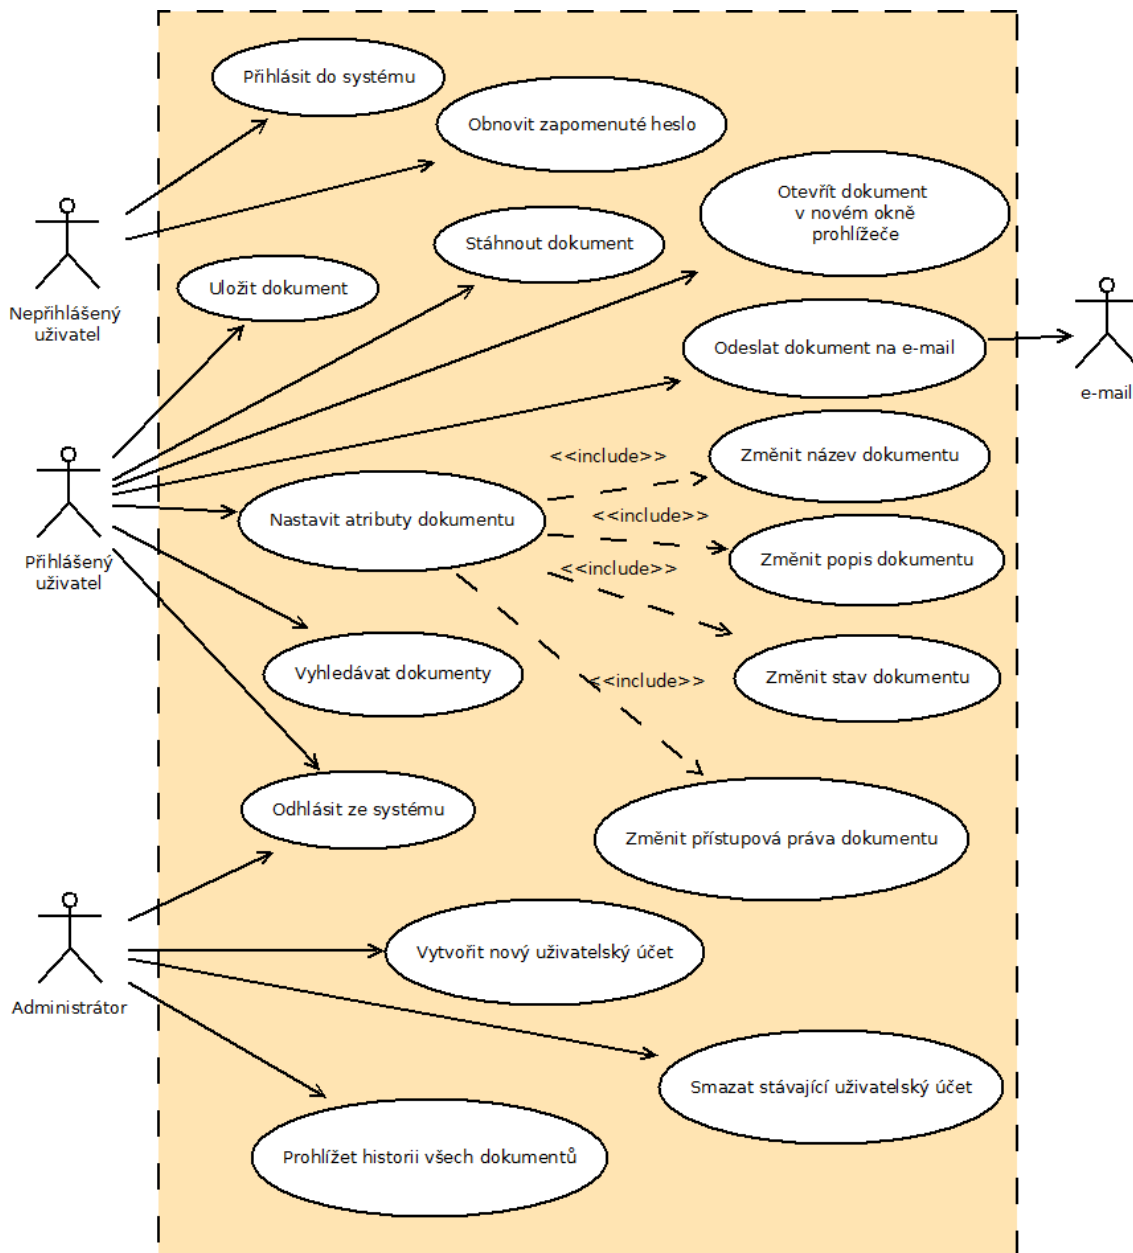 Přihlásit do systému
Obnovit zapomenuté heslo
Otevřít dokument
v novém okně
prohlížeče
Stáhnout dokument
Uložit dokument
Nepřihlášený
uživatel
Odeslat dokument na e-mail
e-mail
Změnit název dokumentu
<<include>>
Nastavit atributy dokumentu
<<include>>
Změnit popis dokumentu
Přihlášený
uživatel
<<include>>
Vyhledávat dokumenty
<<include>>
Změnit stav dokumentu
Odhlásit ze systému
Změnit přístupová práva dokumentu
Vytvořit nový uživatelský účet
Administrátor
Smazat stávající uživatelský účet
Prohlížet historii všech dokumentů